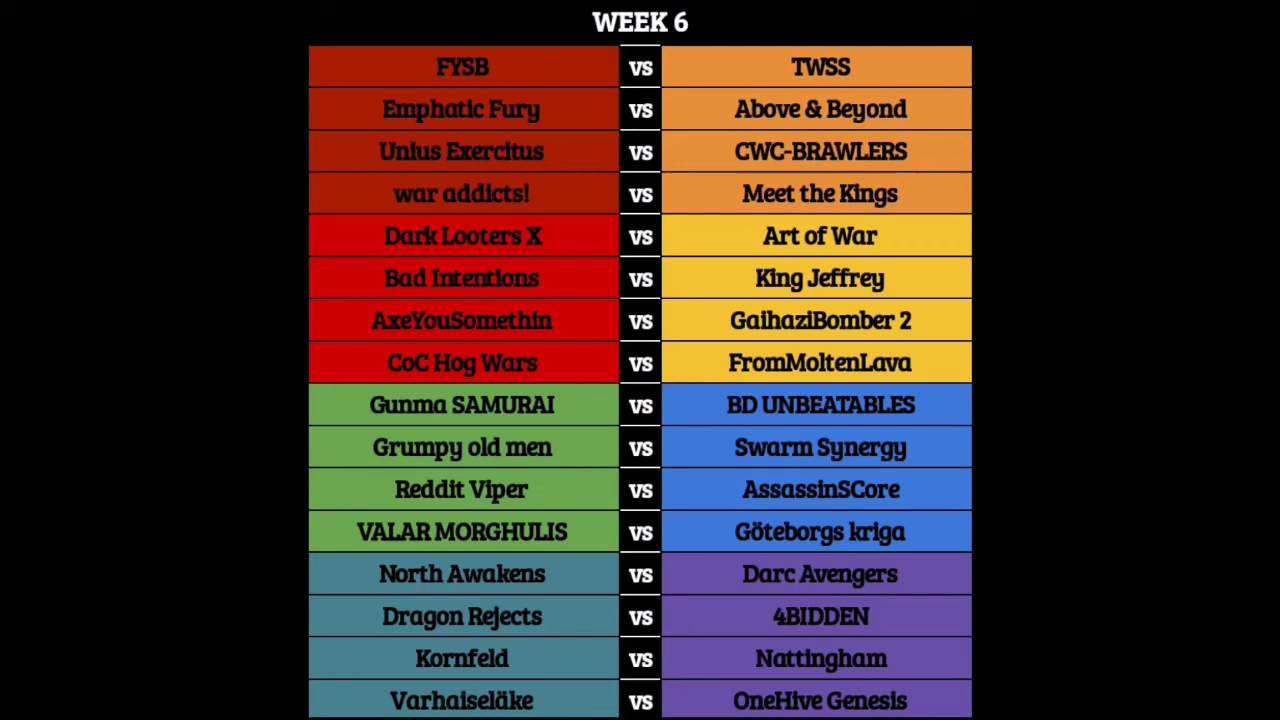 WEEK 6
FYSB VS TWSS
Emphatic Fury VS Above & Beyond
Unius Exercitus VS CWC-BRAWLERS
war addicts! VS Meet the Kings
Dark Looters X VS Art of War
Bad Intentions VS King Jeffrey
AxeYouSomethin VS GaihaziBomber 2
CoC Hog Wars VS FromMoltenLava
Gunma SAMURAI VS BD UNBEATABLES
Grumpy old men VS Swarm Synergy
Reddit Viper VS AssassinSCore
VALAR MORGHULIS VS Göteborgs kriga
North Awakens VS Darc Avengers
Dragon Rejects VS 4BIDDEN
Kornfeld VS Nattingham
Varhaiseläke VS OneHive Genesis